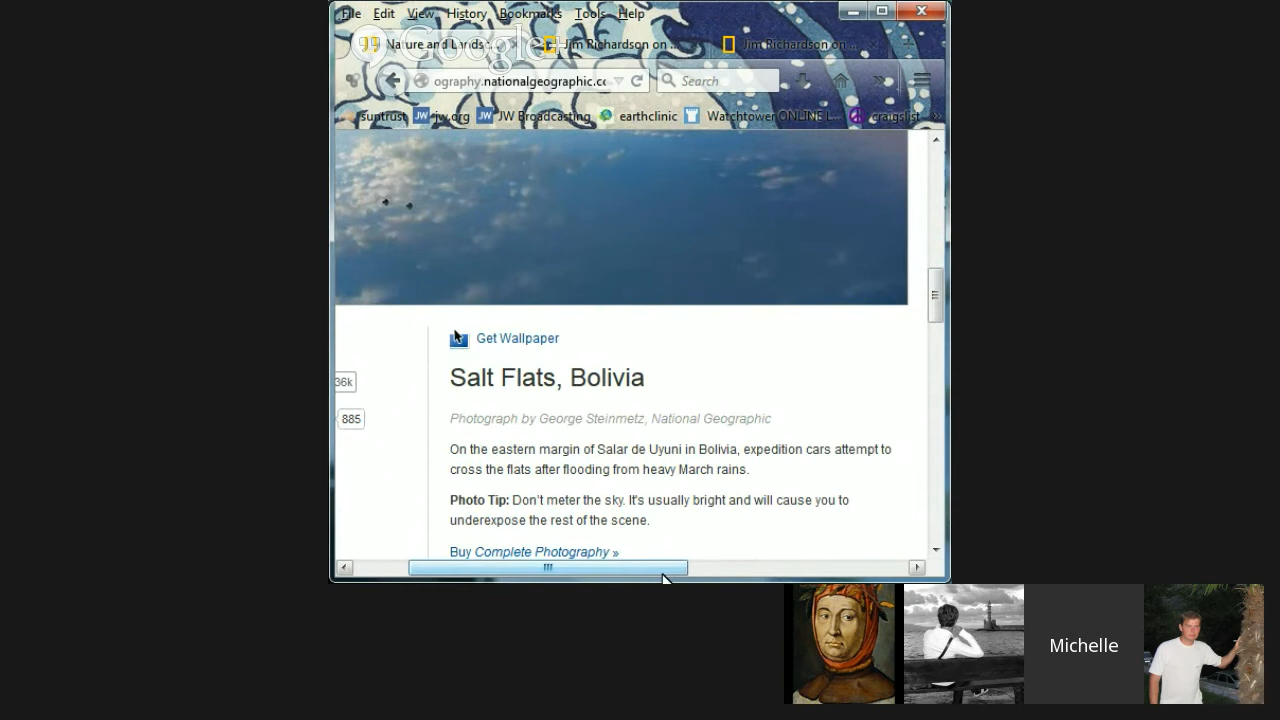 File Edit View History Bookmarks Tools Help
Google+
Nature and Landsc... Jim Richardson on ... Jim Richardson on ...
ography.nationalgeographic.cc Search
suntrust jw.org JW Broadcasting earthclinic Watchtower ONLINE L... craigslist
Get Wallpaper
Salt Flats, Bolivia
36k
Photograph by George Steinmetz, National Geographic
885
On the eastern margin of Salar de Uyuni in Bolivia, expedition cars attempt to
cross the flats after flooding from heavy March rains.
Photo Tip: Don't meter the sky. It's usually bright and will cause you to
underexpose the rest of the scene.
Buy Complete Photography »
Michelle